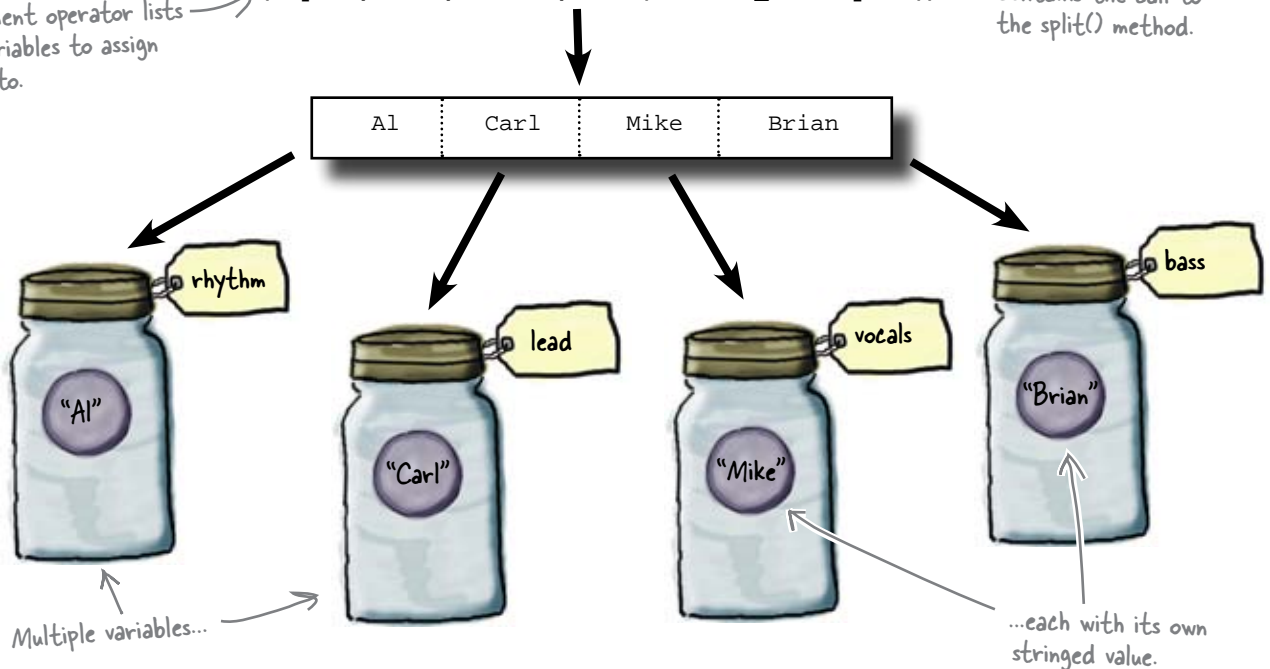 ent operator lists
riables to assign
to.
the split() method.
Al Carl Mike Brian
rhythm
lead
vocals
bass
“Al”
“Carl”
“Mike”
“Brian”
Multiple variables...
...each with its own
stringed value.